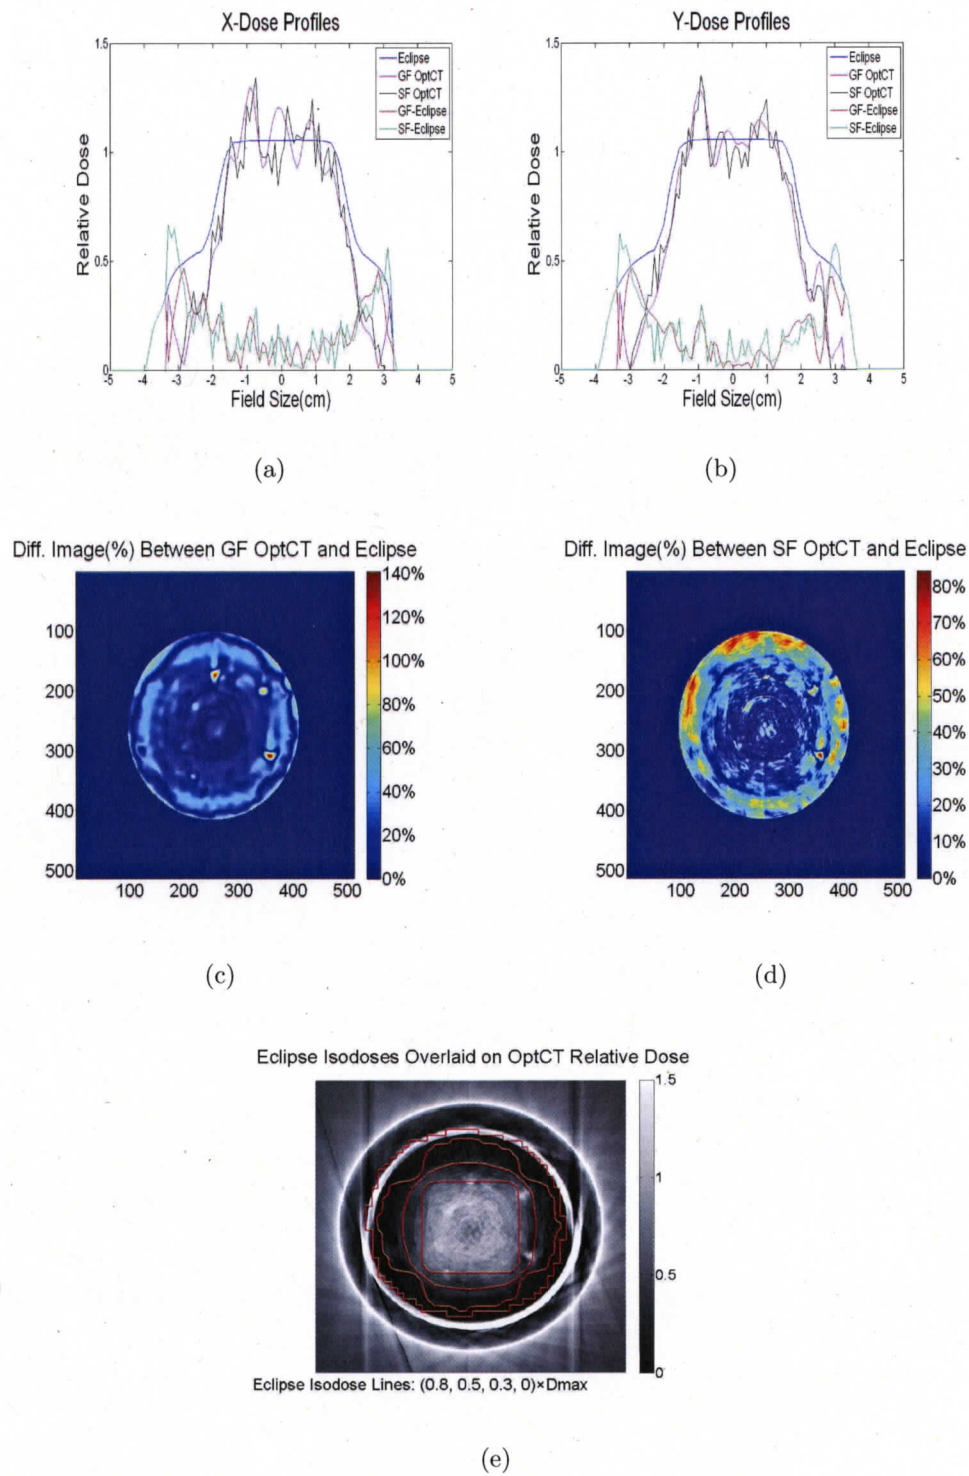 X-Dose Profiles
Relative Dose
1.5
1
0.5
0
Eclipse
GF OptCT
SF OptCT
GF-Eclipse
SF-Eclipse
-5 -4 -3 -2 -1 0 1 2 3 4 5
Field Size(cm)
(a)
Y-Dose Profiles
Relative Dose
1.5
1
0.5
0
Eclipse
GF OptCT
SF OptCT
GF-Eclipse
SF-Eclipse
-5 -4 -3 -2 -1 0 1 2 3 4 5
Field Size(cm)
(b)
Diff. Image(%) Between GF OptCT and Eclipse
100
200
300
400
500
100 200 300 400 500
140%
120%
100%
80%
60%
40%
20%
0%
(c)
Diff. Image(%) Between SF OptCT and Eclipse
100
200
300
400
500
100 200 300 400 500
80%
70%
60%
50%
40%
30%
20%
10%
0%
(d)
Eclipse Isodoses Overlaid on OptCT Relative Dose
1.5
1
0.5
0
Eclipse Isodose Lines: (0.8, 0.5, 0.3, 0)×Dmax
(e)